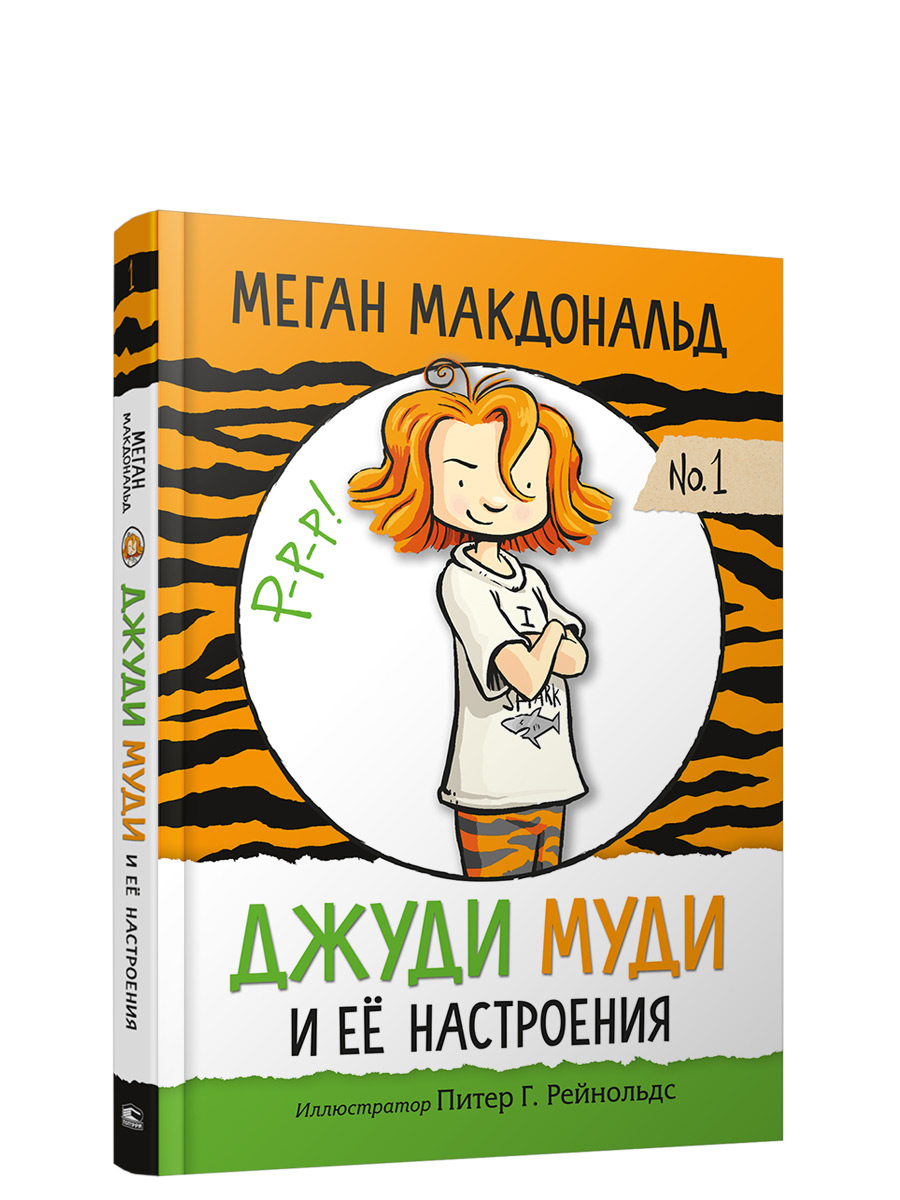 МЕГАН МАКДОНАЛЬД
No.1
Р-Р-Р!
I
SHARK
ДЖУДИ МУДИ
И ЕЁ НАСТРОЕНИЯ
Иллюстратор Питер Г. Рейнольдс
1
МЕГАН
МАКДОНАЛЬД
ДЖУДИ МУДИ И ЕЁ НАСТРОЕНИЯ
ПОПУРРИ